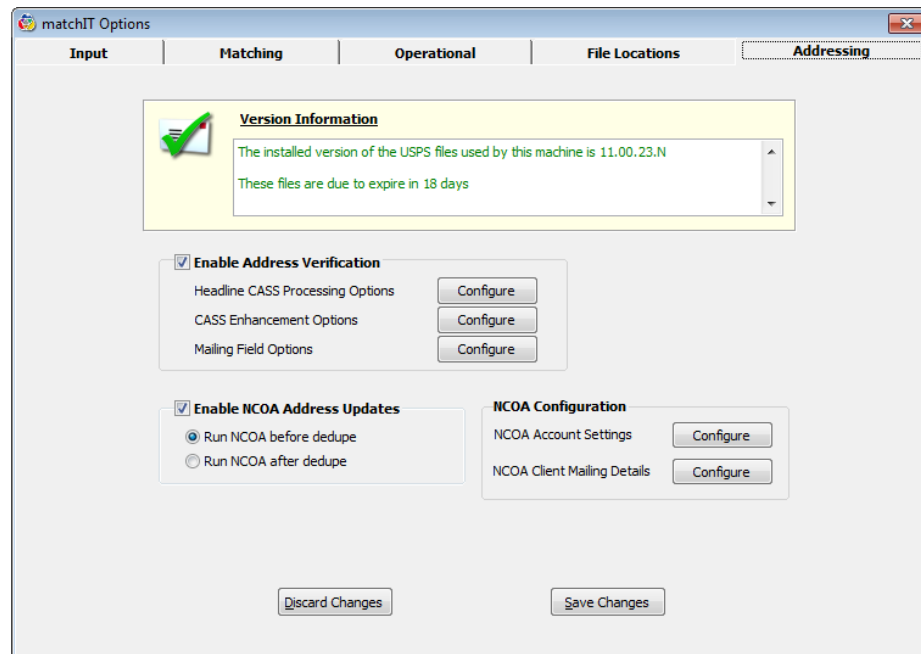 matchIT Options
Input Matching Operational File Locations Addressing
Version Information
The installed version of the USPS files used by this machine is 11.00.23.N
These files are due to expire in 18 days
Enable Address Verification
Headline CASS Processing Options Configure
CASS Enhancement Options Configure
Mailing Field Options Configure
Enable NCOA Address Updates
Run NCOA before dedupe
Run NCOA after dedupe
NCOA Configuration
NCOA Account Settings Configure
NCOA Client Mailing Details Configure
Discard Changes Save Changes